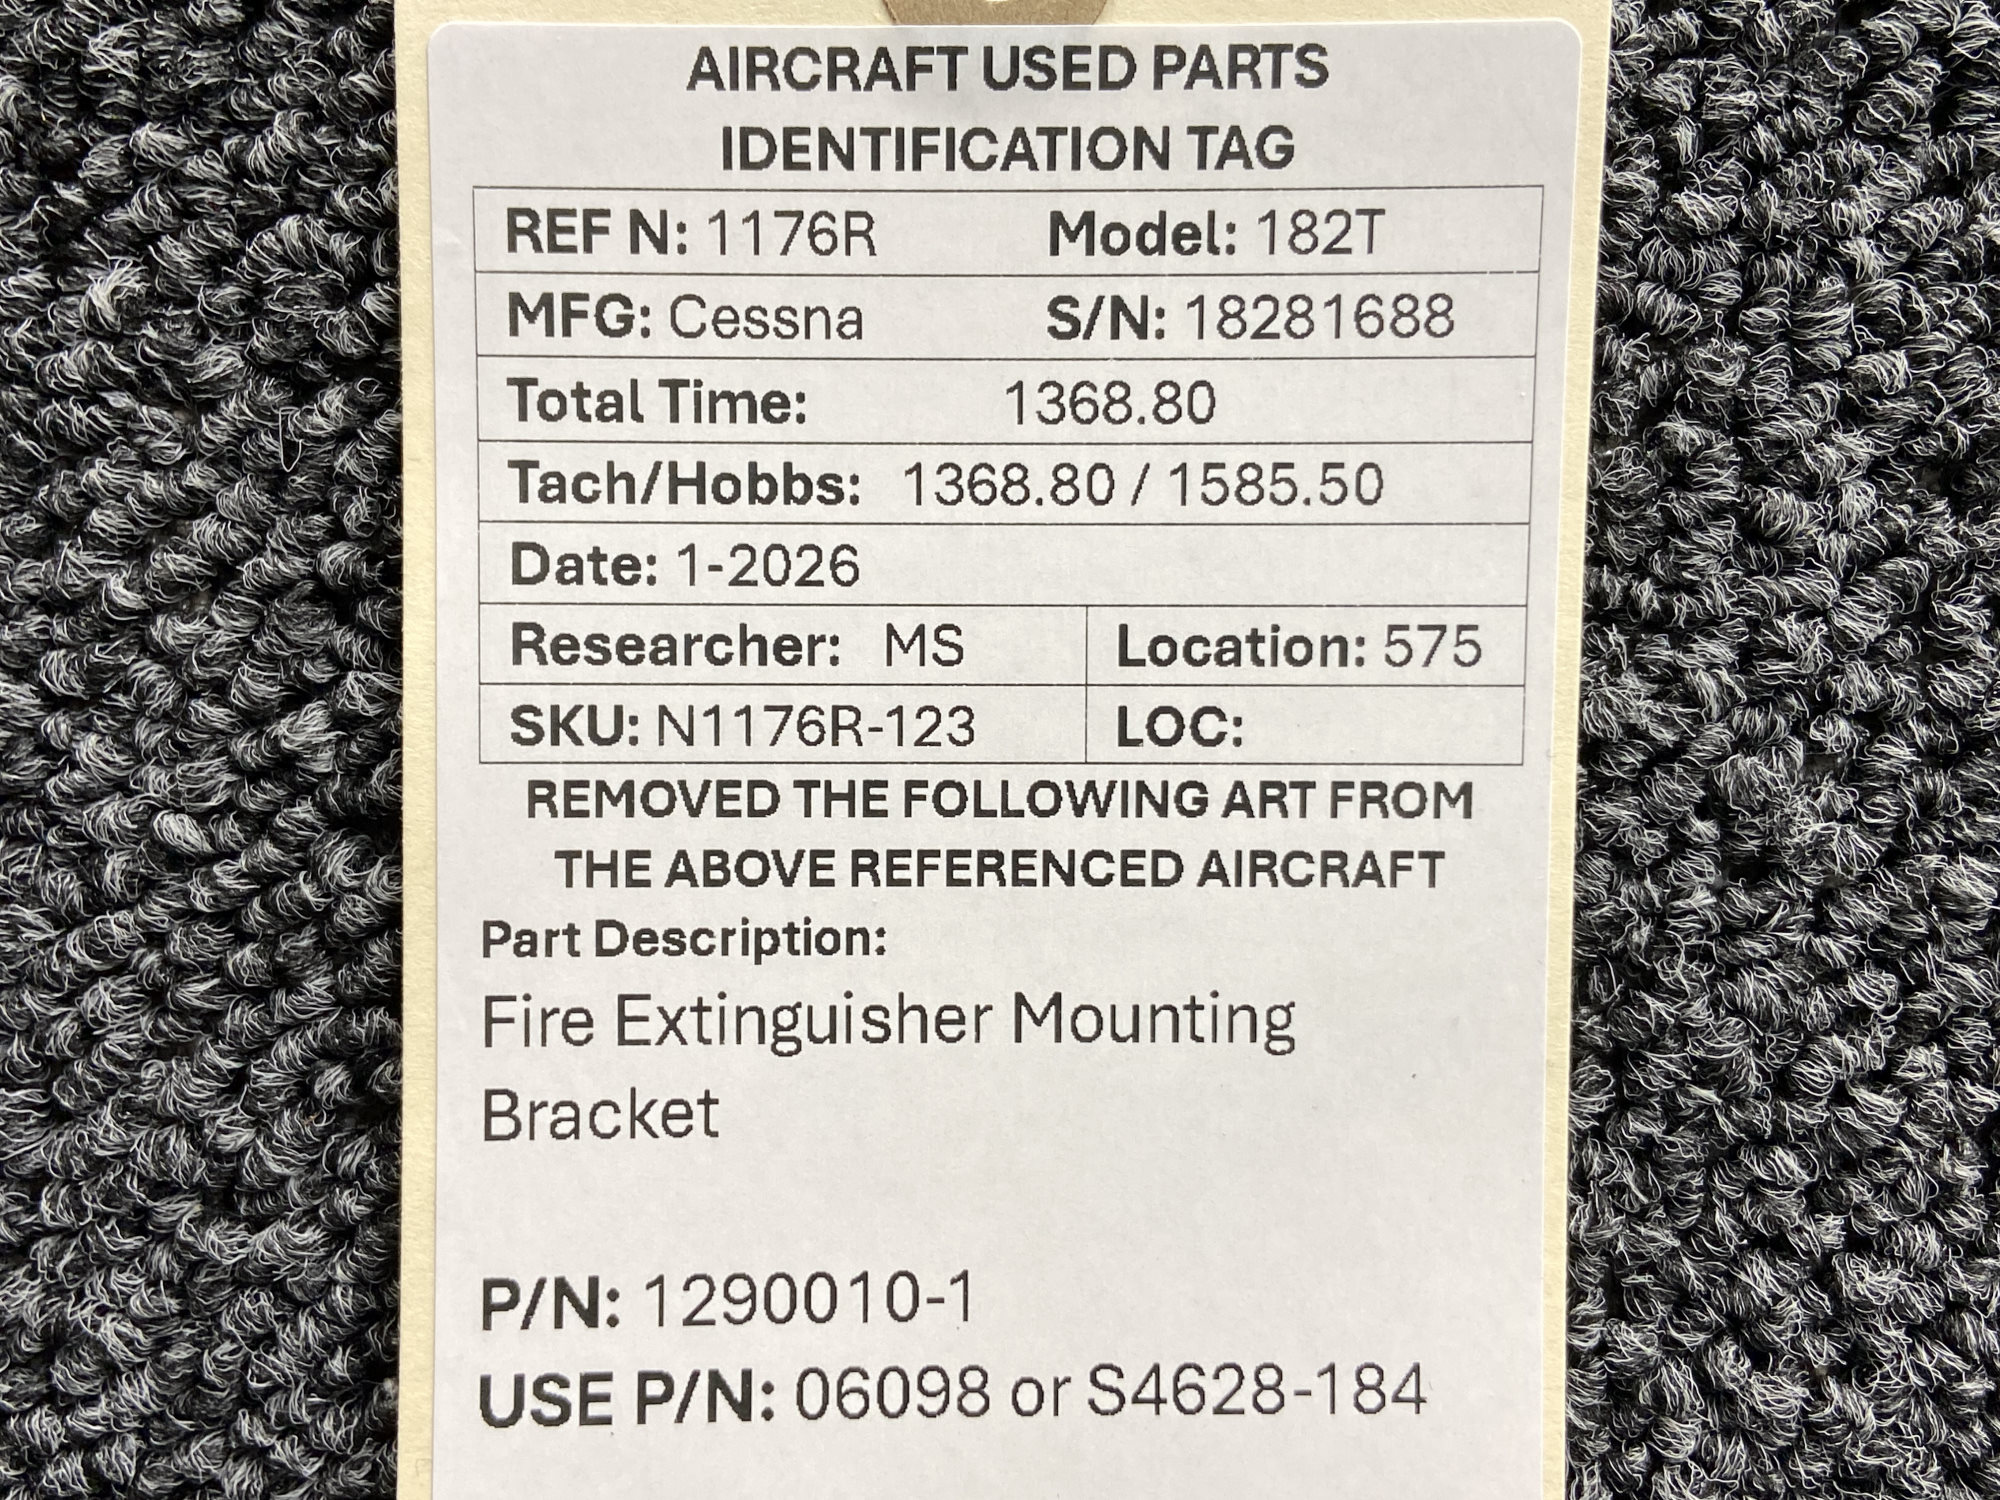 AIRCRAFT USED PARTS
IDENTIFICATION TAG
REF N: 1176R Model: 182T
MFG: Cessna S/N: 18281688
Total Time: 1368.80
Tach/Hobbs: 1368.80 / 1585.50
Date: 1-2026
Researcher: MS Location: 575
SKU: N1176R-123 LOC:
REMOVED THE FOLLOWING ART FROM
THE ABOVE REFERENCED AIRCRAFT
Part Description:
Fire Extinguisher Mounting
Bracket
P/N: 1290010-1
USE P/N: 06098 or S4628-184